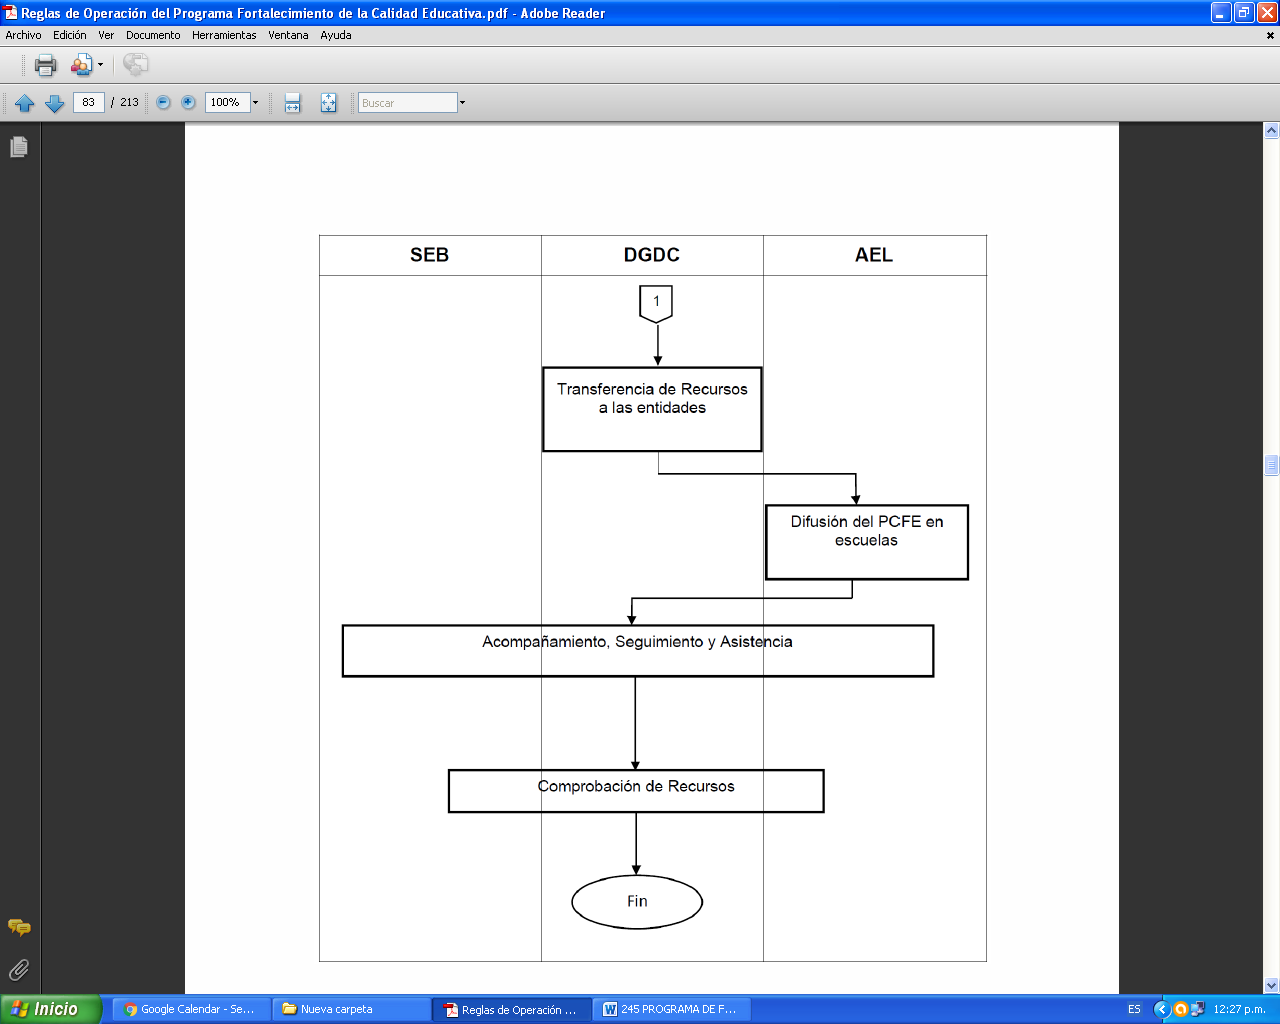 Reglas de Operación del Programa Fortalecimiento de la Calidad Educativa.pdf - Adobe Reader
Archivo Edición Ver Documento Herramientas Ventana Ayuda
83 / 213 100% Buscar
SEB DGDC AEL
1
Transferencia de Recursos
a las entidades
Difusión del PCFE en
escuelas
Acompañamiento, Seguimiento y Asistencia
Comprobación de Recursos
Fin
Inicio Google Calendar - Se... Nueva carpeta Reglas de Operación ... 245 PROGRAMA DE F... ES 12:27 p.m.